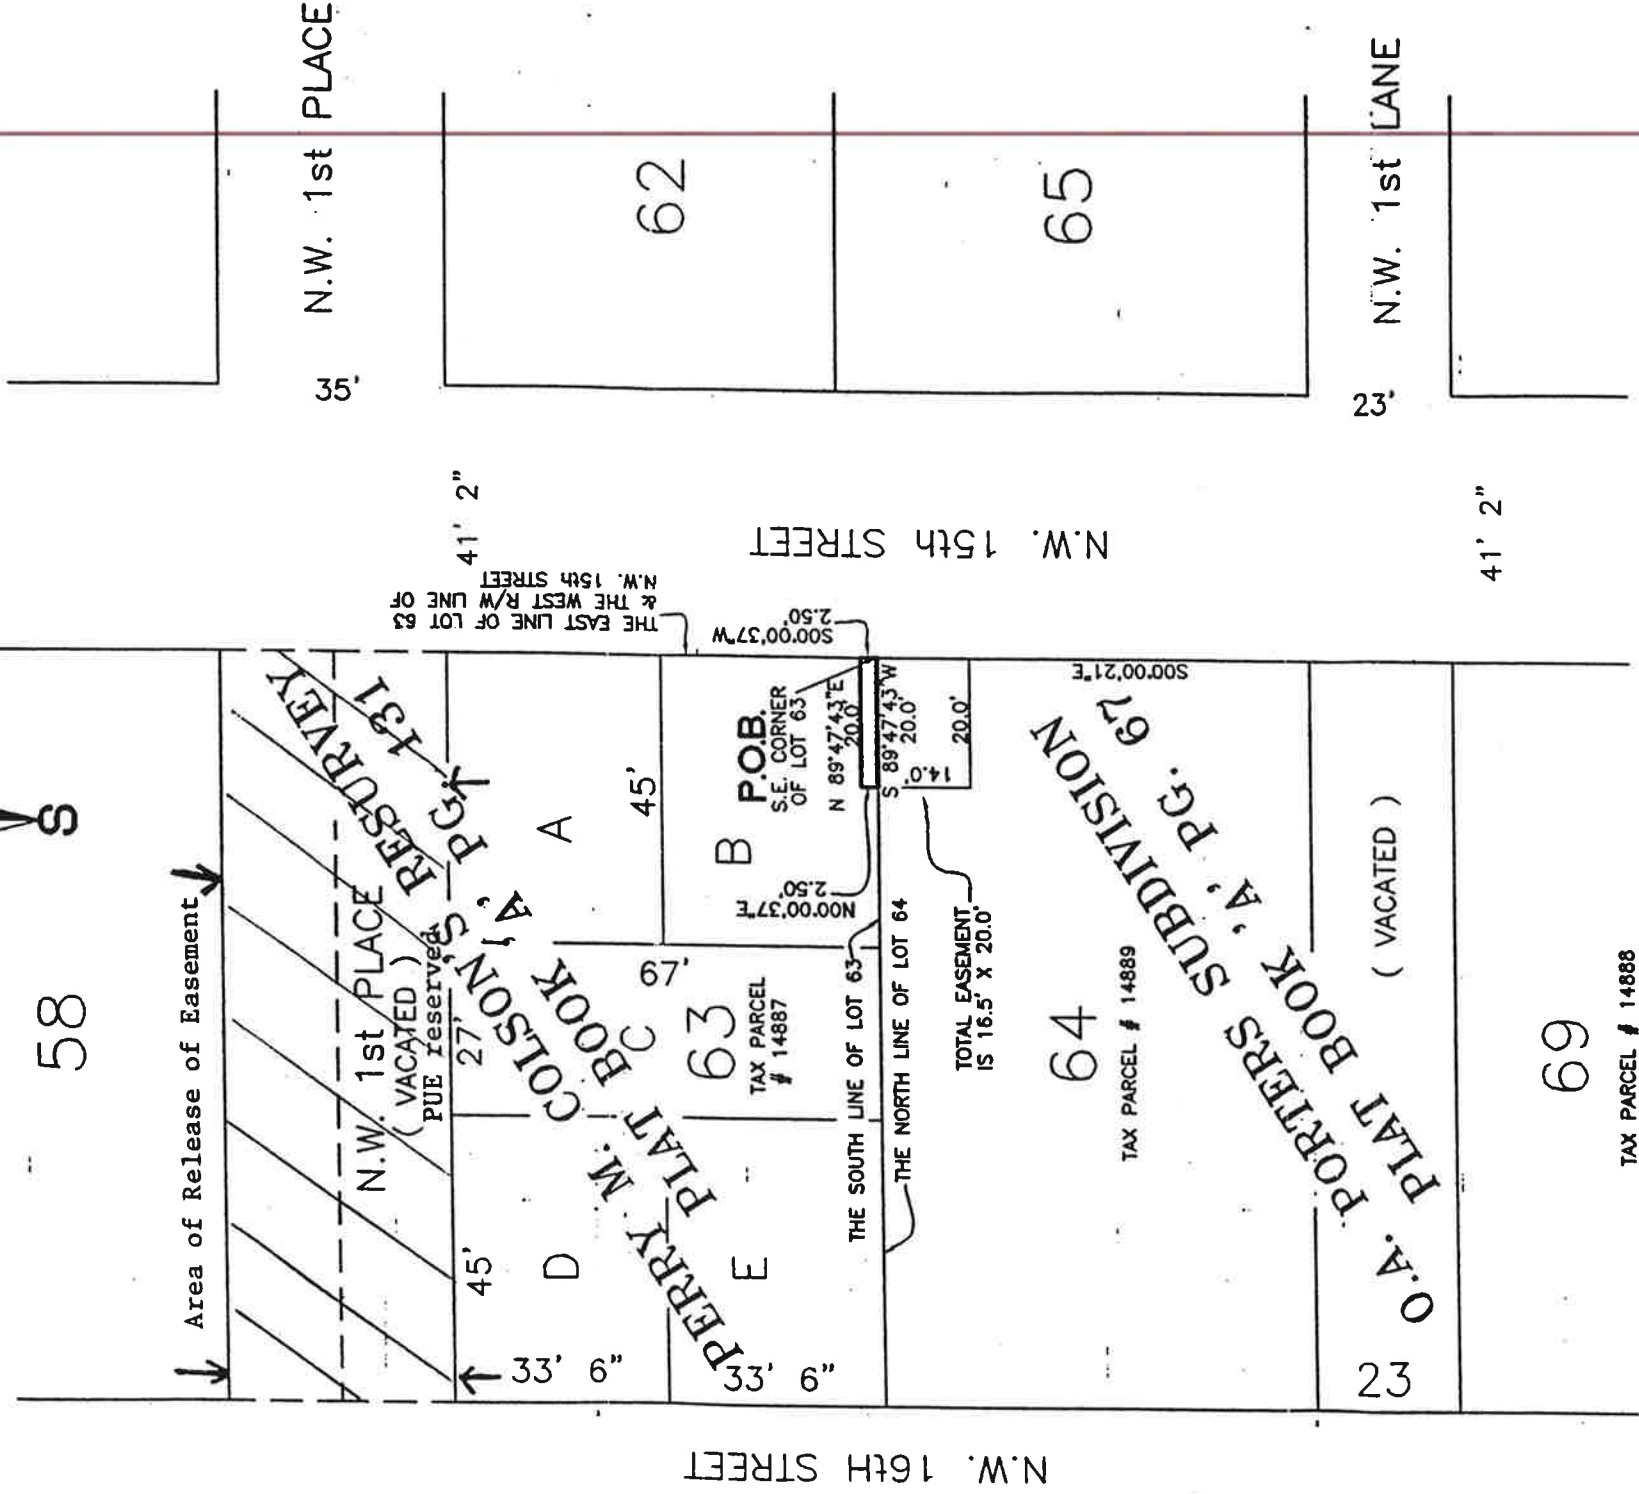 N.W. 1st PLACE
62
65
N.W. 1st LANE
35'
23'
41' 2"
41' 2"
N.W. 15th STREET
THE EAST LINE OF LOT 63
& THE WEST R/W LINE OF
N.W. 15th STREET
S00°00'37"W
2.50'
S00°00'21"E
S
58
Area of Release of Easement
N.W. 1st PLACE
( VACATED )
PUE reserved
PERRY M. COLSON'S RESURVEY
PLAT BOOK 'A', PG. 131
A
45'
B
P.O.B.
S.E. CORNER
OF LOT 63
N 89°47'43"E
20.0'
S 89°47'43"W
20.0'
14.0'
20.0'
N00°00'37"E
2.50'
67'
27'
C
63
TAX PARCEL
# 14887
THE SOUTH LINE OF LOT 63
THE NORTH LINE OF LOT 64
TOTAL EASEMENT
IS 16.5' X 20.0'
64
TAX PARCEL # 14889
O.A. PORTERS SUBDIVISION
PLAT BOOK 'A', PG. 67
( VACATED )
69
TAX PARCEL # 14888
45'
D
E
33' 6"
33' 6"
23
N.W. 16tH STREET